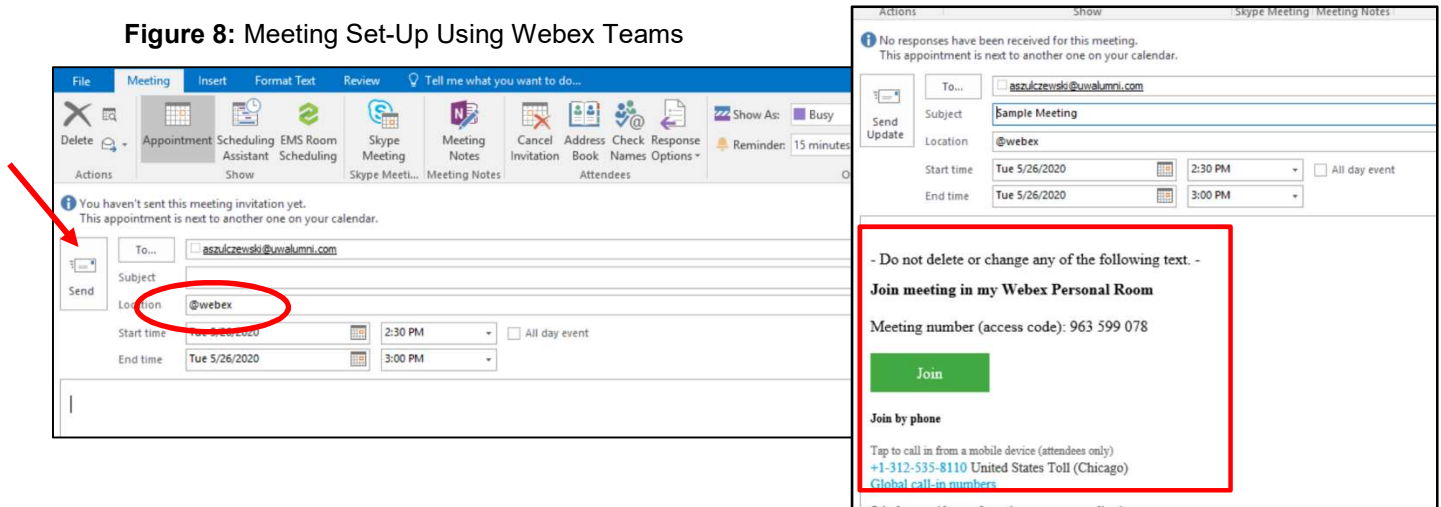 Figure 8: Meeting Set-Up Using Webex Teams
File Meeting Insert Format Text Review Tell me what you want to do...
Delete Appointment Scheduling Assistant EMS Room Scheduling Skype Meeting Meeting Notes Cancel Invitation Address Book Check Names Response Options Show As: Busy
Reminder: 15 minutes
Actions Show Skype Meeti... Meeting Notes Attendees O
You haven't sent this meeting invitation yet.
This appointment is next to another one on your calendar.
To... aszulczewski@uwalumni.com
Subject
Send
Location @webex
Start time Tue 5/26/2020 2:30 PM All day event
End time Tue 5/26/2020 3:00 PM
Actions Show Skype Meeting Meeting Notes
No responses have been received for this meeting.
This appointment is next to another one on your calendar.
To... aszulczewski@uwalumni.com
Send Update
Subject Sample Meeting
Location @webex
Start time Tue 5/26/2020 2:30 PM All day event
End time Tue 5/26/2020 3:00 PM
- Do not delete or change any of the following text. -
Join meeting in my Webex Personal Room
Meeting number (access code): 963 599 078
Join
Join by phone
Tap to call in from a mobile device (attendees only)
+1-312-535-8110 United States Toll (Chicago)
Global call-in numbers